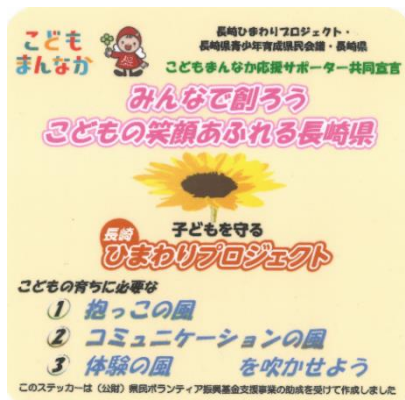 こども
まんなか
長崎ひまわりプロジェクト・
長崎県青少年育成県民会議・長崎県
こどもまんなか応援サポーター共同宣言
みんなで創ろう
こどもの笑顔あふれる長崎県
子どもを守る
長崎
ひまわりプロジェクト
こどもの育ちに必要な
1 抱っこの風
2 コミュニケーションの風
3 体験の風 を吹かせよう
このステッカーは（公財）県民ボランティア振興基金支援事業の助成を受けて作成しました